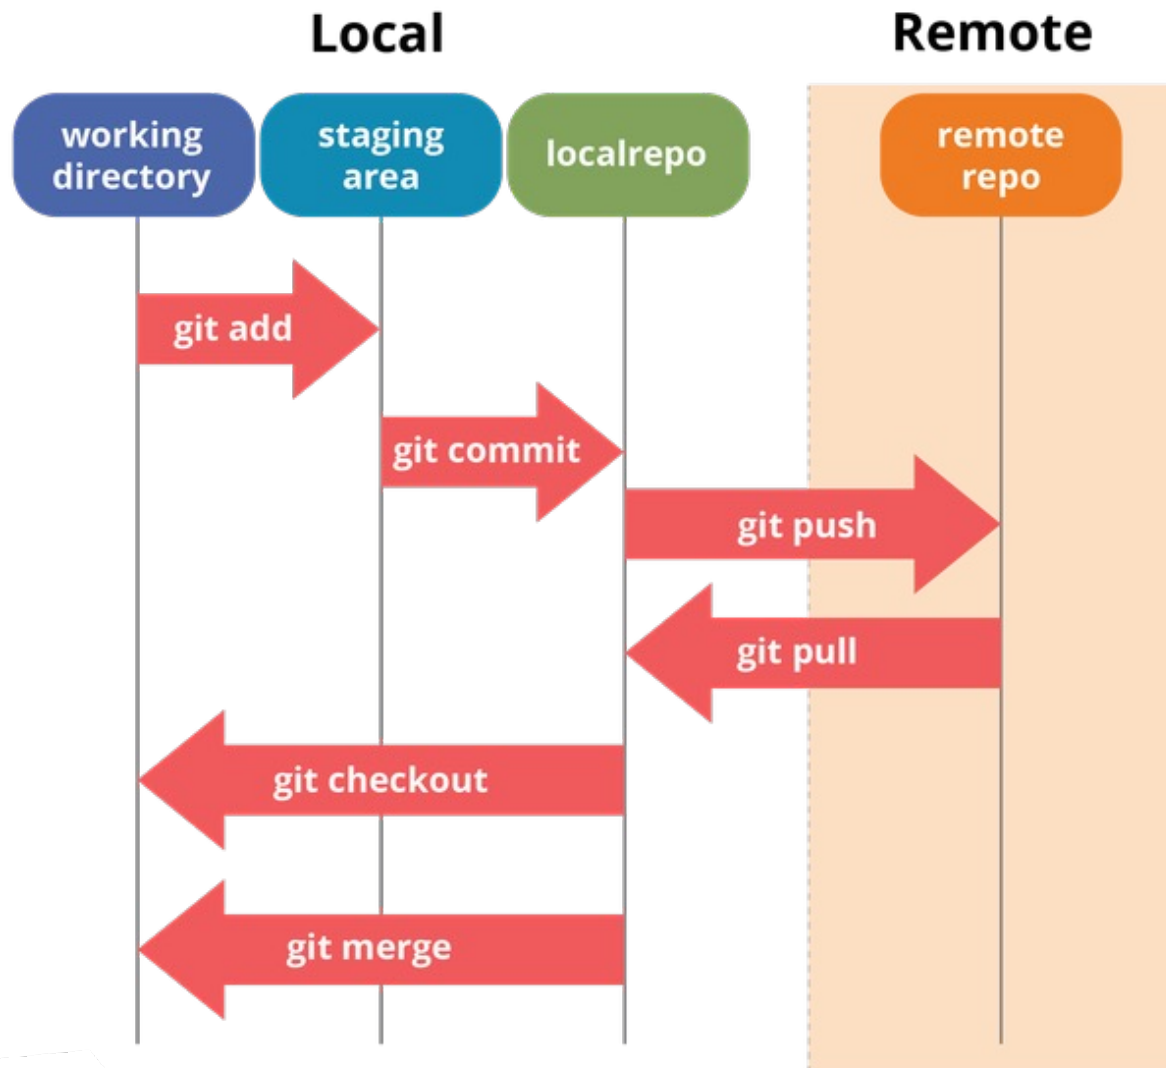 Local
Remote
working
directory
staging
area
localrepo
remote
repo
git add
git commit
git push
git pull
git checkout
git merge